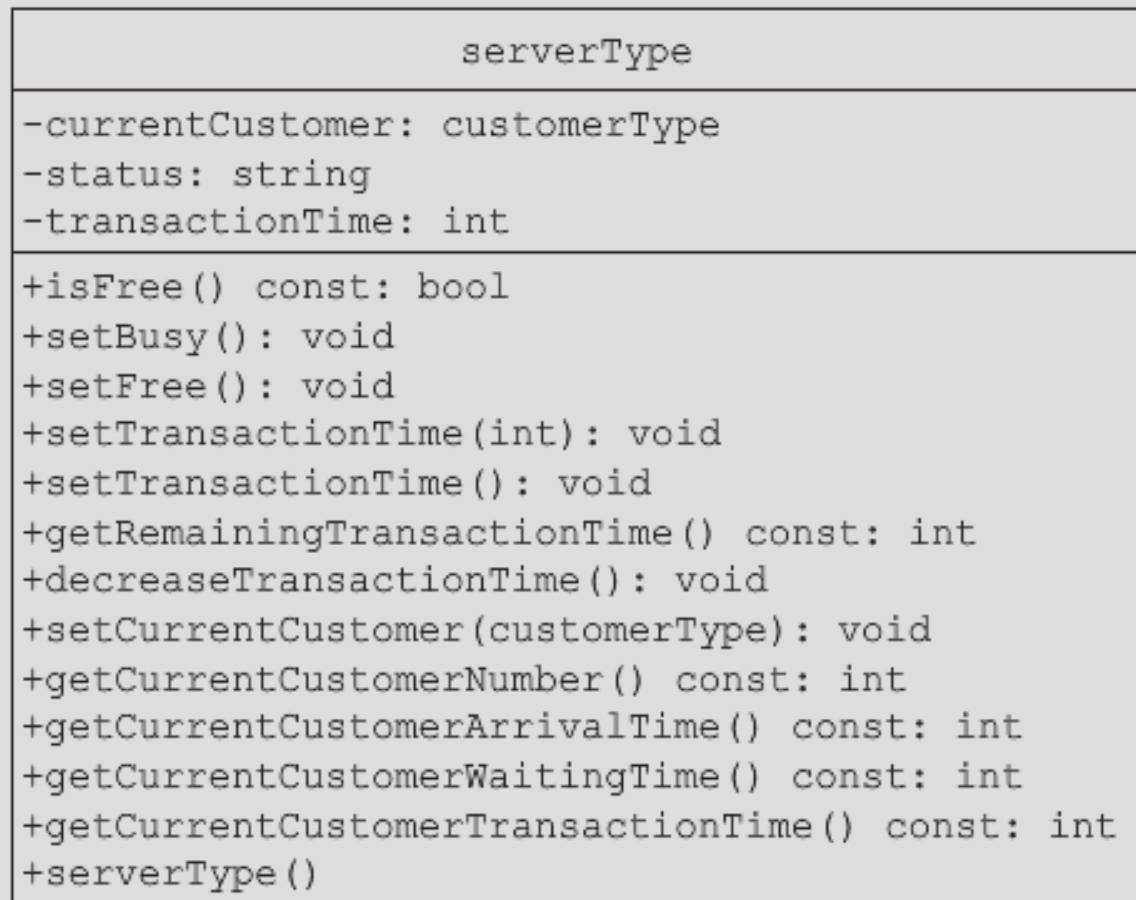 serverType
-currentCustomer: customerType
-status: string
-transactionTime: int
+isFree() const: bool
+setBusy(): void
+setFree(): void
+setTransactionTime(int): void
+setTransactionTime(): void
+getRemainingTransactionTime() const: int
+decreaseTransactionTime(): void
+setCurrentCustomer(customerType): void
+getCurrentCustomerNumber() const: int
+getCurrentCustomerArrivalTime() const: int
+getCurrentCustomerWaitingTime() const: int
+getCurrentCustomerTransactionTime() const: int
+serverType()